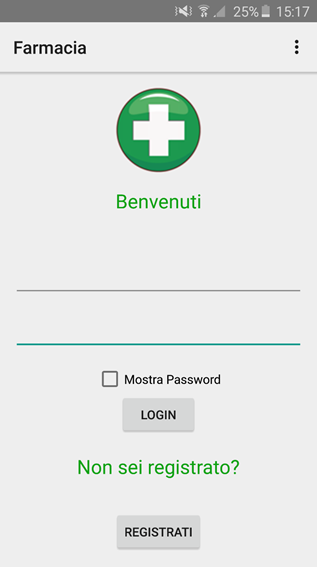 25% 15:17
Farmacia
Benvenuti
Mostra Password
LOGIN
Non sei registrato?
REGISTRATI